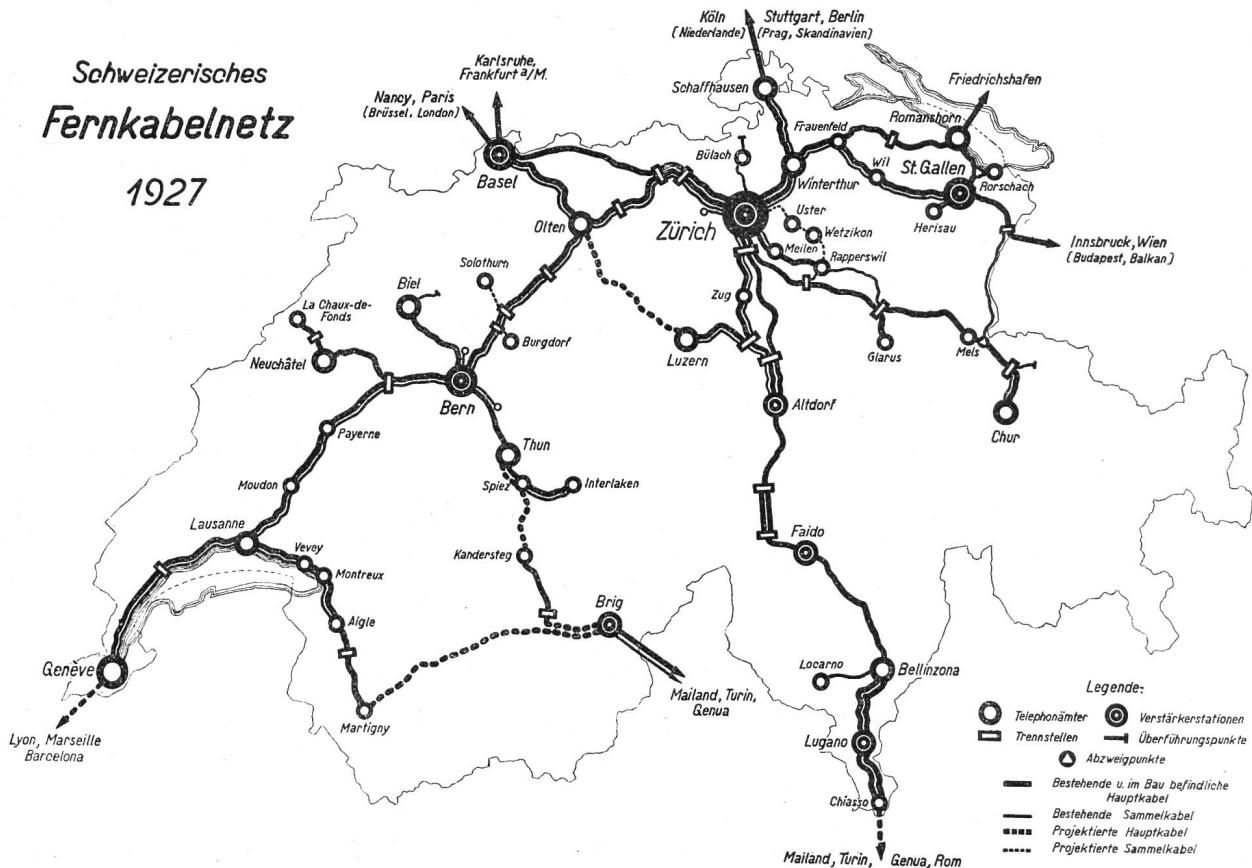 Schweizerisches
Fernkabelnetz
1927
Köln
(Niederlande)
Stuttgart, Berlin
(Prag, Skandinavien)
Karlsruhe,
Frankfurt a/M.
Nancy, Paris
(Brüssel, London)
Schaffhausen
Friedrichshafen
Romanshorn
Frauenfeld
Bülach
Basel
Winterthur
Wil
St. Gallen
Rorschach
Herisau
Olten
Zürich
Uster
Wetzikon
Meilen
Rapperswil
Innsbruck, Wien
(Budapest, Balkan)
Solothurn
Biel
La Chaux-de-
Fonds
Zug
Neuchâtel
Burgdorf
Luzern
Glarus
Mels
Bern
Altdorf
Chur
Payerne
Thun
Moudon
Spiez
Interlaken
Lausanne
Vevey
Faido
Kandersteg
Montreux
Aigle
Brig
Genève
Locarno
Bellinzona
Mailand, Turin,
Genua
Martigny
Lyon, Marseille
Barcelona
Lugano
Chiasso
Mailand, Turin, Genua, Rom
Legende:
Telephonämter
Verstärkerstationen
Trennstellen
Überführungspunkte
Abzweigpunkte
Bestehende u. im Bau befindliche
Hauptkabel
Bestehende Sammelkabel
Projektierte Hauptkabel
Projektierte Sammelkabel